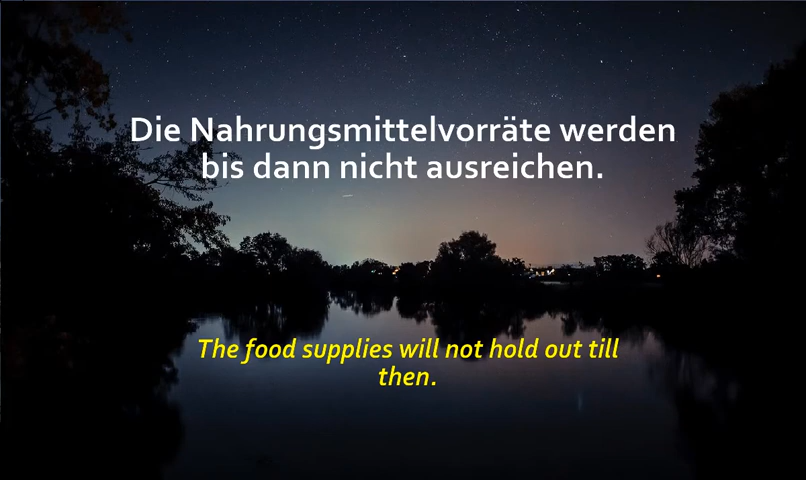 Die Nahrungsmittelvorräte werden
bis dann nicht ausreichen.
The food supplies will not hold out till
then.